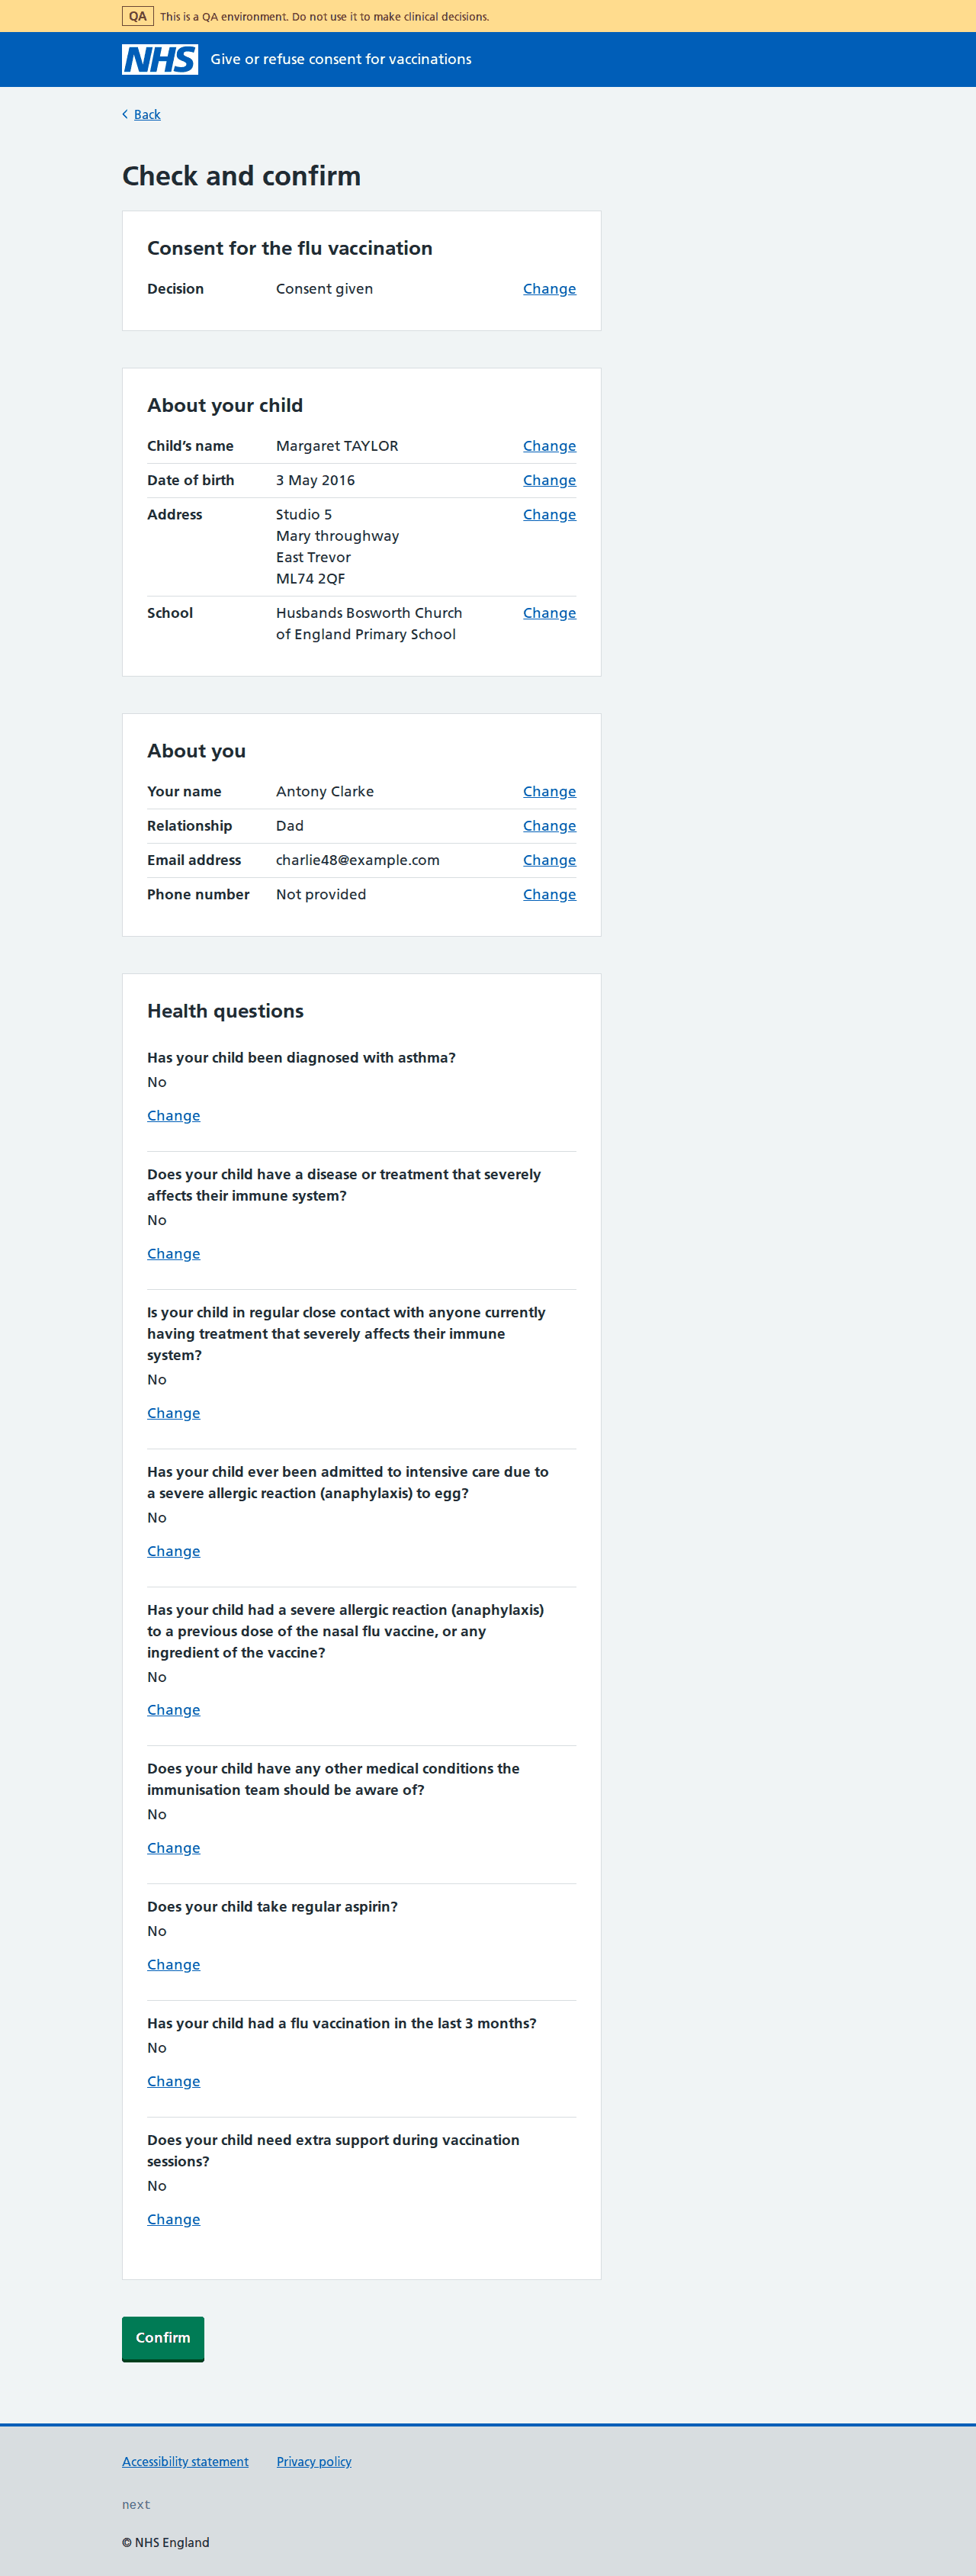 QA This is a QA environment. Do not use it to make clinical decisions.
NHS Give or refuse consent for vaccinations
Back
Check and confirm
Consent for the flu vaccination
Decision Consent given Change
About your child
Child’s name Margaret TAYLOR Change
Date of birth 3 May 2016 Change
Address Studio 5 Change
Mary throughway
East Trevor
ML74 2QF
School Husbands Bosworth Church Change
of England Primary School
About you
Your name Antony Clarke Change
Relationship Dad Change
Email address charlie48@example.com Change
Phone number Not provided Change
Health questions
Has your child been diagnosed with asthma?
No
Change
Does your child have a disease or treatment that severely
affects their immune system?
No
Change
Is your child in regular close contact with anyone currently
having treatment that severely affects their immune
system?
No
Change
Has your child ever been admitted to intensive care due to
a severe allergic reaction (anaphylaxis) to egg?
No
Change
Has your child had a severe allergic reaction (anaphylaxis)
to a previous dose of the nasal flu vaccine, or any
ingredient of the vaccine?
No
Change
Does your child have any other medical conditions the
immunisation team should be aware of?
No
Change
Does your child take regular aspirin?
No
Change
Has your child had a flu vaccination in the last 3 months?
No
Change
Does your child need extra support during vaccination
sessions?
No
Change
Confirm
Accessibility statement Privacy policy
next
© NHS England